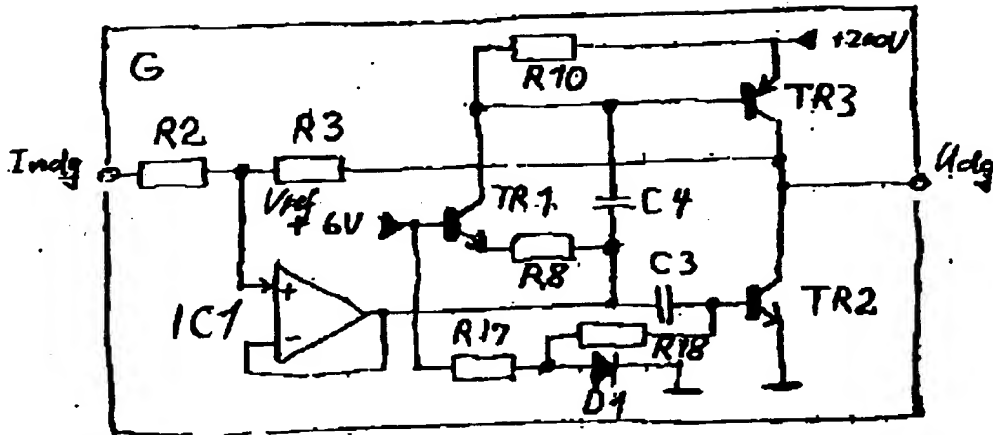 G
R10
+200V
TR3
R2
R3
Indg
Udg
Vref
+ 6V
TR1
C4
R8
C3
IC1
+
-
R17
R18
TR2
D1